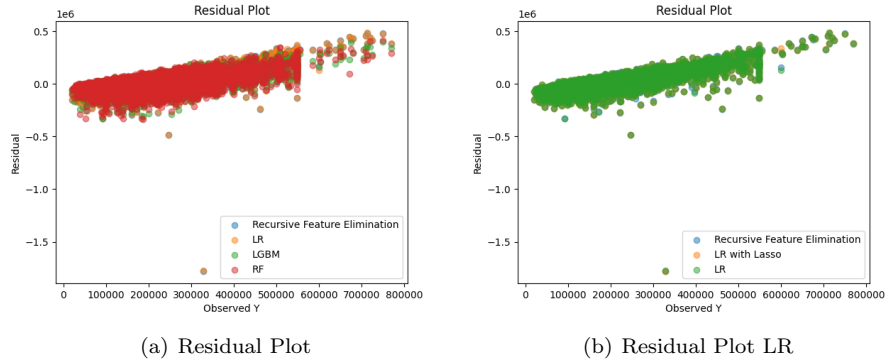 Residual Plot
1e6
0.5
0.0
−0.5
−1.0
−1.5
Residual
Recursive Feature Elimination
LR
LGBM
RF
0 100000 200000 300000 400000 500000 600000 700000 800000
Observed Y
(a) Residual Plot
Residual Plot
1e6
0.5
0.0
−0.5
−1.0
−1.5
Residual
Recursive Feature Elimination
LR with Lasso
LR
100000 200000 300000 400000 500000 600000 700000 800000
Observed Y
(b) Residual Plot LR